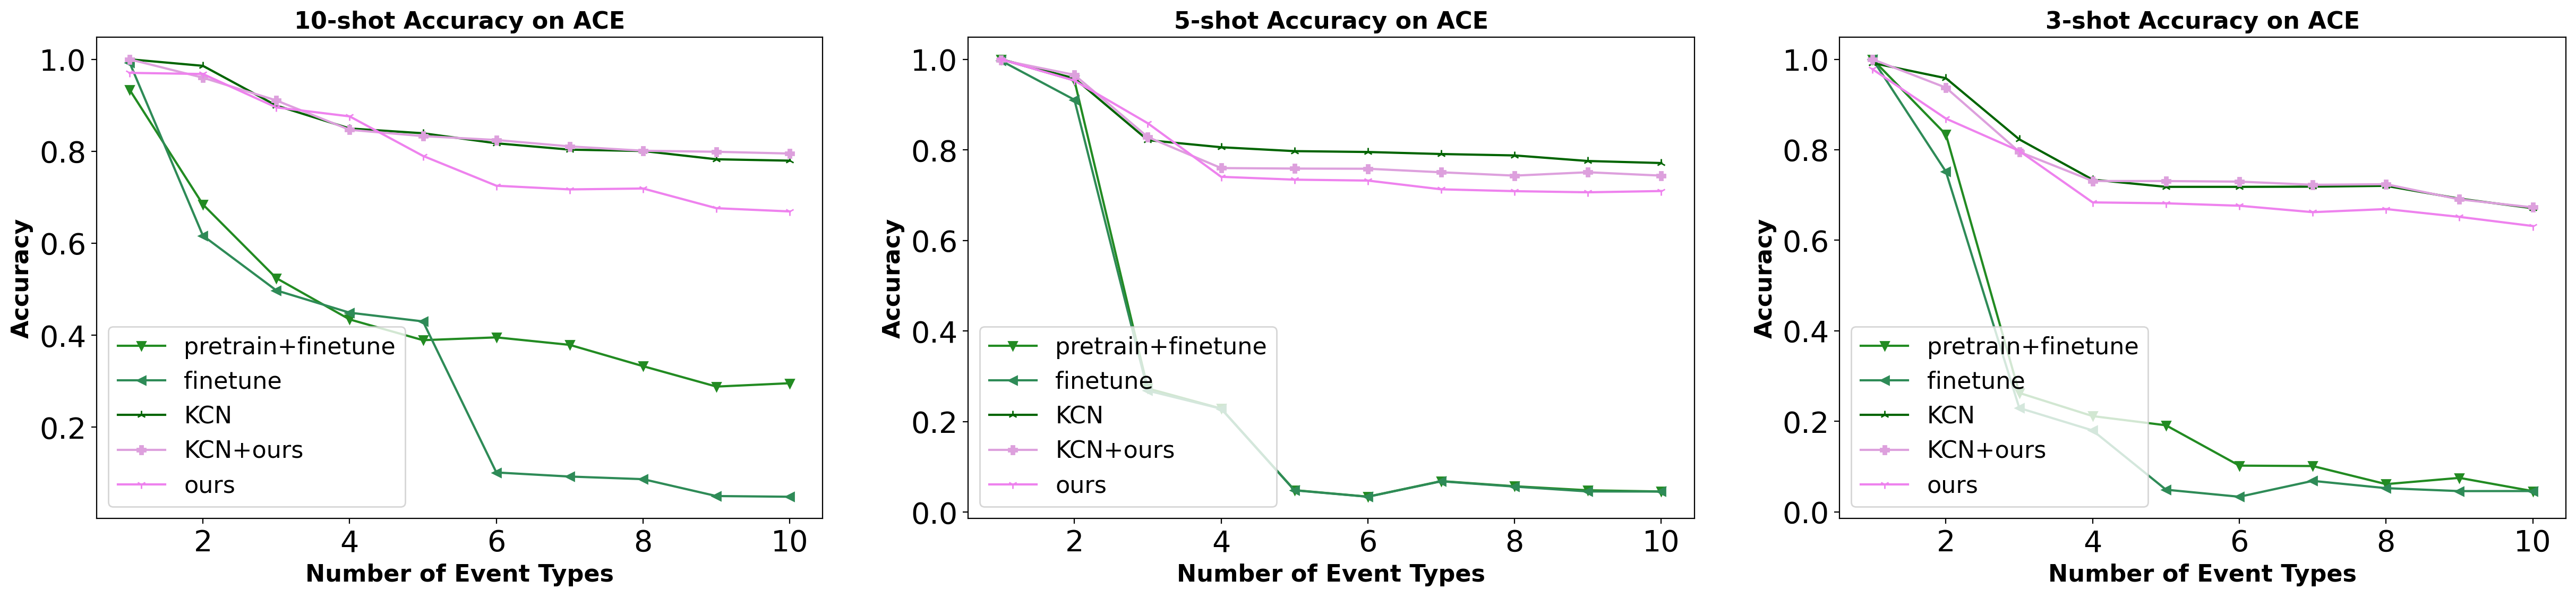 10-shot Accuracy on ACE
Accuracy
1.0
0.8
0.6
0.4
0.2
pretrain+finetune
finetune
KCN
KCN+ours
ours
2 4 6 8 10
Number of Event Types
5-shot Accuracy on ACE
Accuracy
1.0
0.8
0.6
0.4
0.2
0.0
pretrain+finetune
finetune
KCN
KCN+ours
ours
2 4 6 8 10
Number of Event Types
3-shot Accuracy on ACE
Accuracy
1.0
0.8
0.6
0.4
0.2
0.0
pretrain+finetune
finetune
KCN
KCN+ours
ours
2 4 6 8 10
Number of Event Types